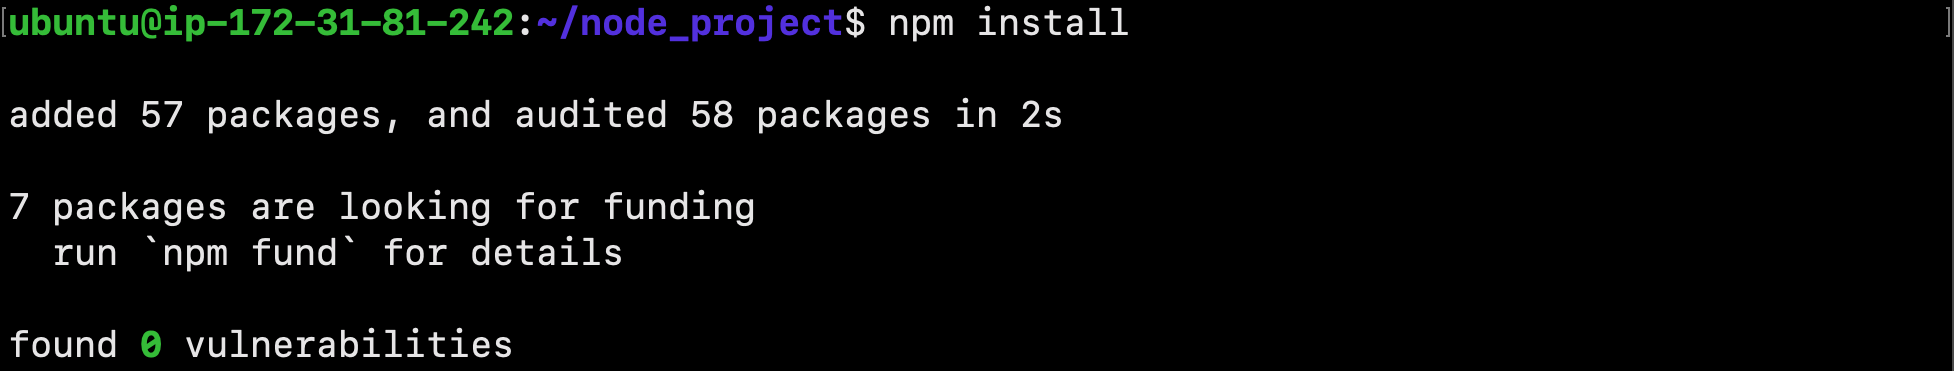 [ubuntu@ip-172-31-81-242:~/node_project$ npm install ]
added 57 packages, and audited 58 packages in 2s
7 packages are looking for funding
  run `npm fund` for details
found 0 vulnerabilities